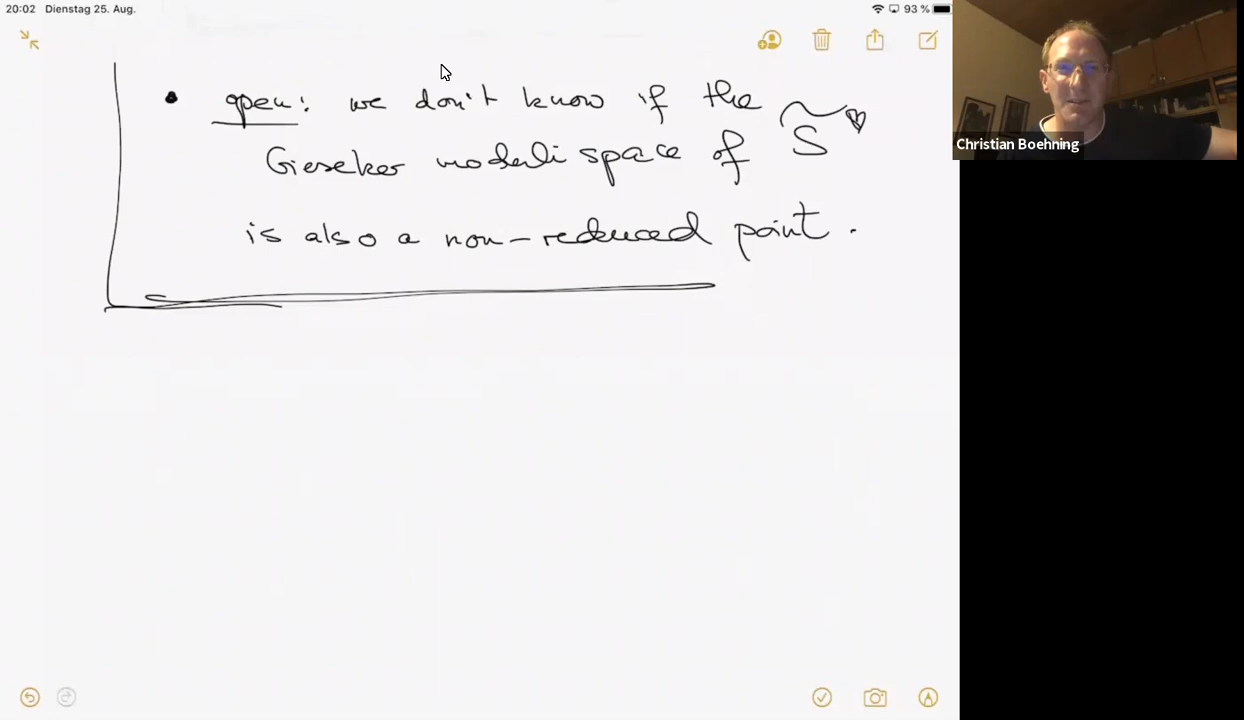 20:02 Dienstag 25. Aug.
93 %
• open: we don't know if the
Gieseker moduli space of S̃♡
is also a non-reduced point.
Christian Boehning